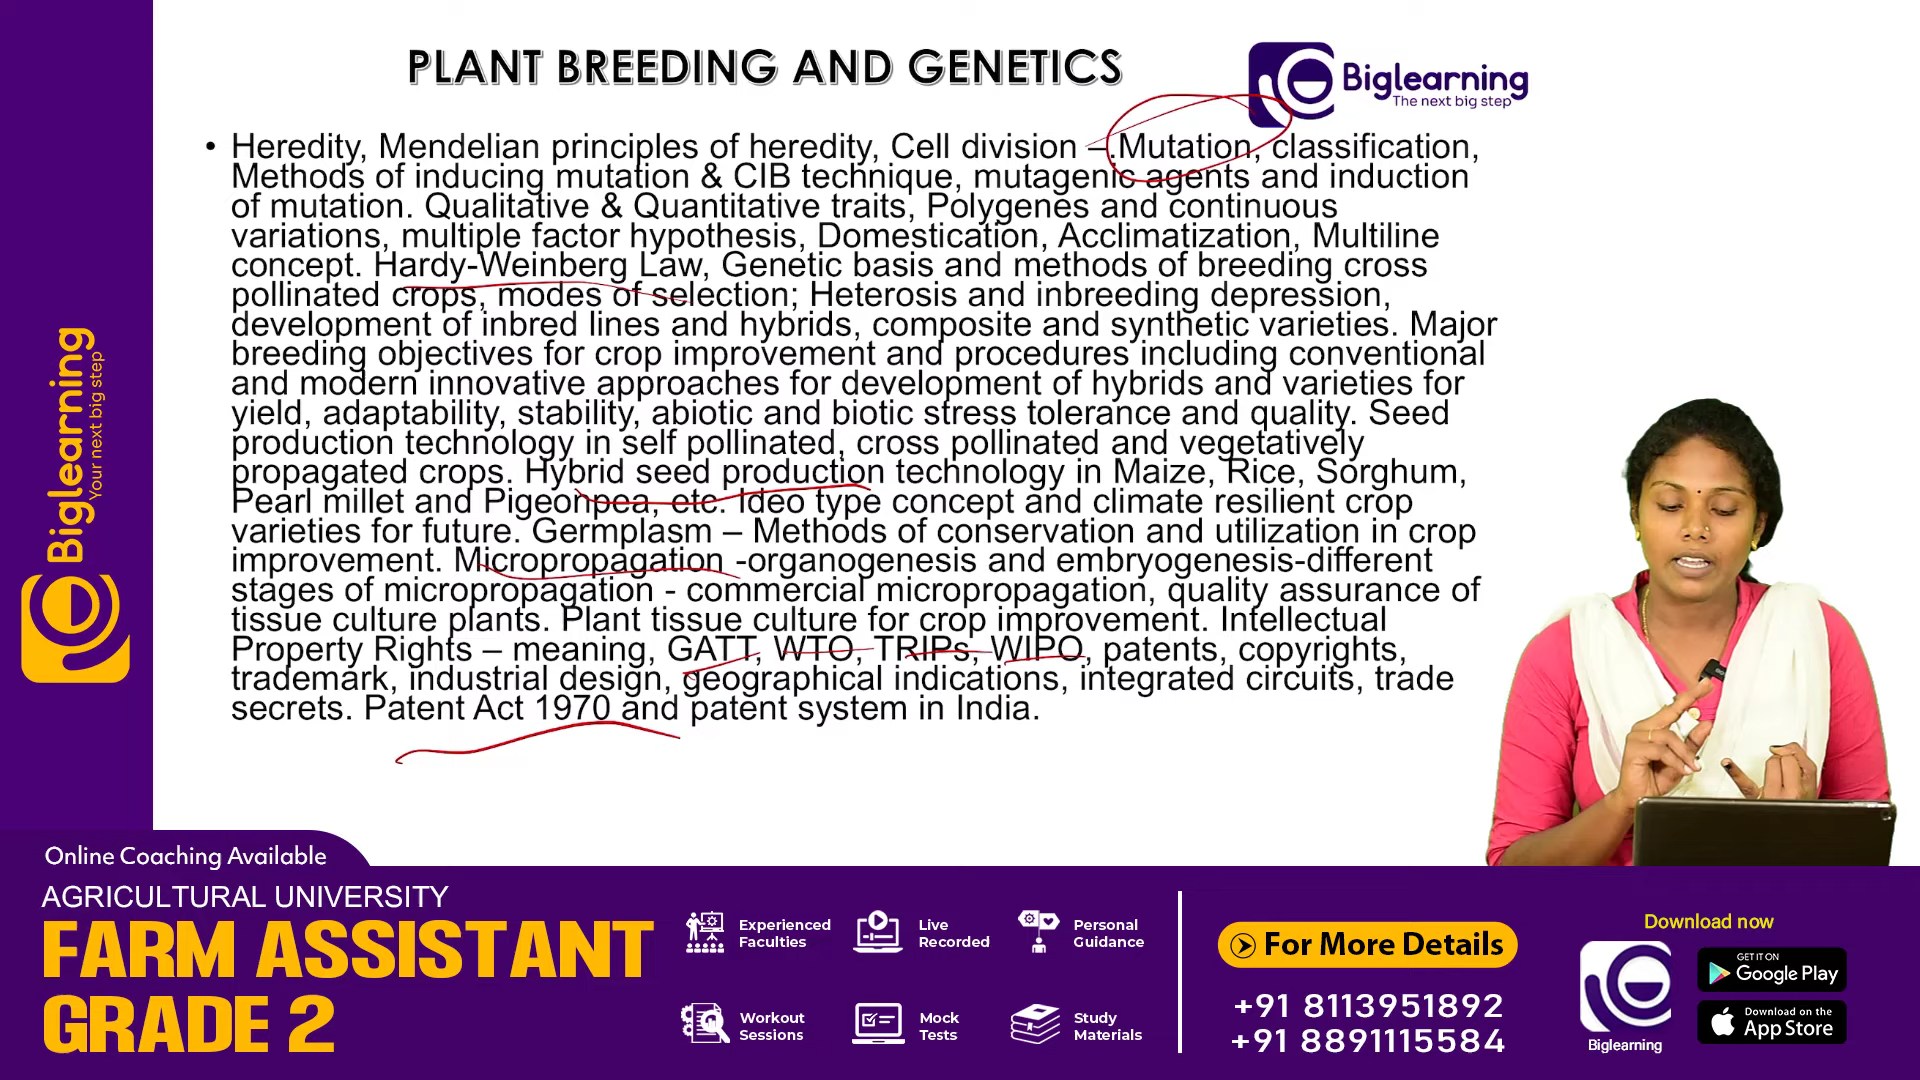 PLANT BREEDING AND GENETICS
Biglearning
The next big step
• Heredity, Mendelian principles of heredity, Cell division – Mutation, classification,
Methods of inducing mutation & CIB technique, mutagenic agents and induction
of mutation. Qualitative & Quantitative traits, Polygenes and continuous
variations, multiple factor hypothesis, Domestication, Acclimatization, Multiline
concept. Hardy-Weinberg Law, Genetic basis and methods of breeding cross
pollinated crops, modes of selection; Heterosis and inbreeding depression,
development of inbred lines and hybrids, composite and synthetic varieties. Major
breeding objectives for crop improvement and procedures including conventional
and modern innovative approaches for development of hybrids and varieties for
yield, adaptability, stability, abiotic and biotic stress tolerance and quality. Seed
production technology in self pollinated, cross pollinated and vegetatively
propagated crops. Hybrid seed production technology in Maize, Rice, Sorghum,
Pearl millet and Pigeonpea, etc. Ideo type concept and climate resilient crop
varieties for future. Germplasm – Methods of conservation and utilization in crop
improvement. Micropropagation -organogenesis and embryogenesis-different
stages of micropropagation - commercial micropropagation, quality assurance of
tissue culture plants. Plant tissue culture for crop improvement. Intellectual
Property Rights – meaning, GATT, WTO, TRIPs, WIPO, patents, copyrights,
trademark, industrial design, geographical indications, integrated circuits, trade
secrets. Patent Act 1970 and patent system in India.
Biglearning
Your next big step
Online Coaching Available
AGRICULTURAL UNIVERSITY
FARM ASSISTANT
GRADE 2
Experienced
Faculties
Live
Recorded
Personal
Guidance
Workout
Sessions
Mock
Tests
Study
Materials
For More Details
+91 8113951892
+91 8891115584
Download now
Biglearning
GET IT ON
Google Play
Download on the
App Store